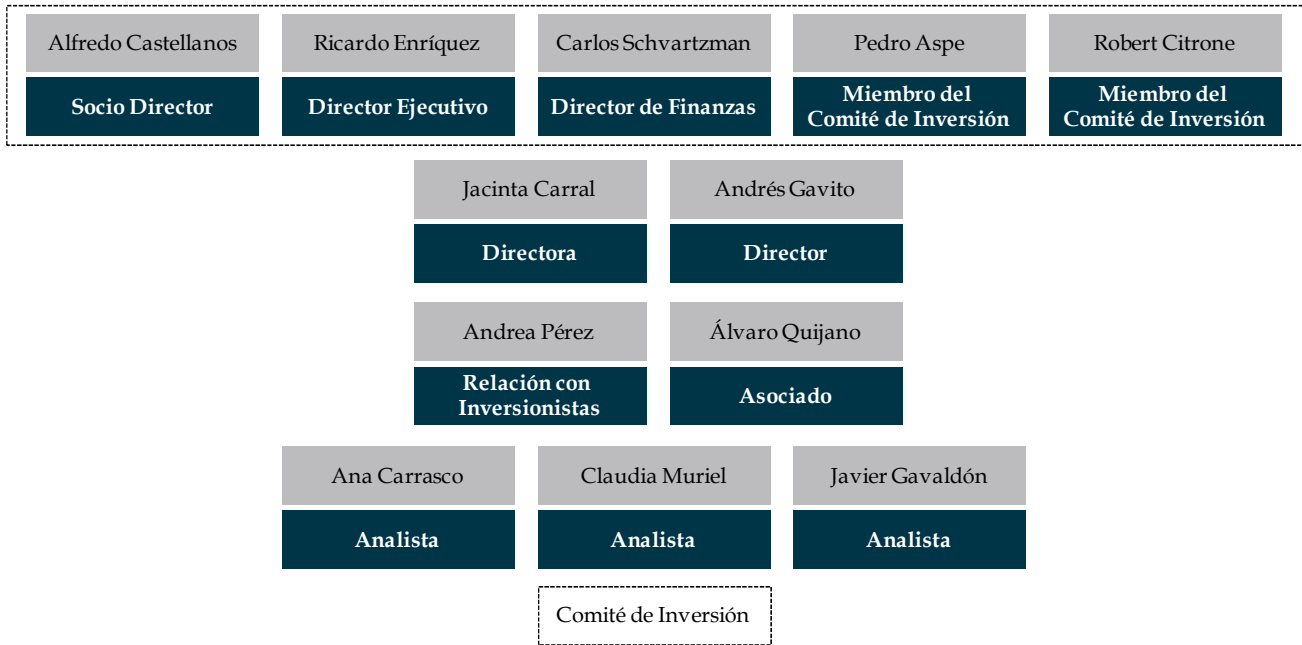 Alfredo Castellanos
Ricardo Enríquez
Carlos Schvartzman
Pedro Aspe
Robert Citrone
Socio Director
Director Ejecutivo
Director de Finanzas
Miembro del
Comité de Inversión
Miembro del
Comité de Inversión
Jacinta Carral
Andrés Gavito
Directora
Director
Andrea Pérez
Álvaro Quijano
Relación con
Inversionistas
Asociado
Ana Carrasco
Claudia Muriel
Javier Gavaldón
Analista
Analista
Analista
Comité de Inversión